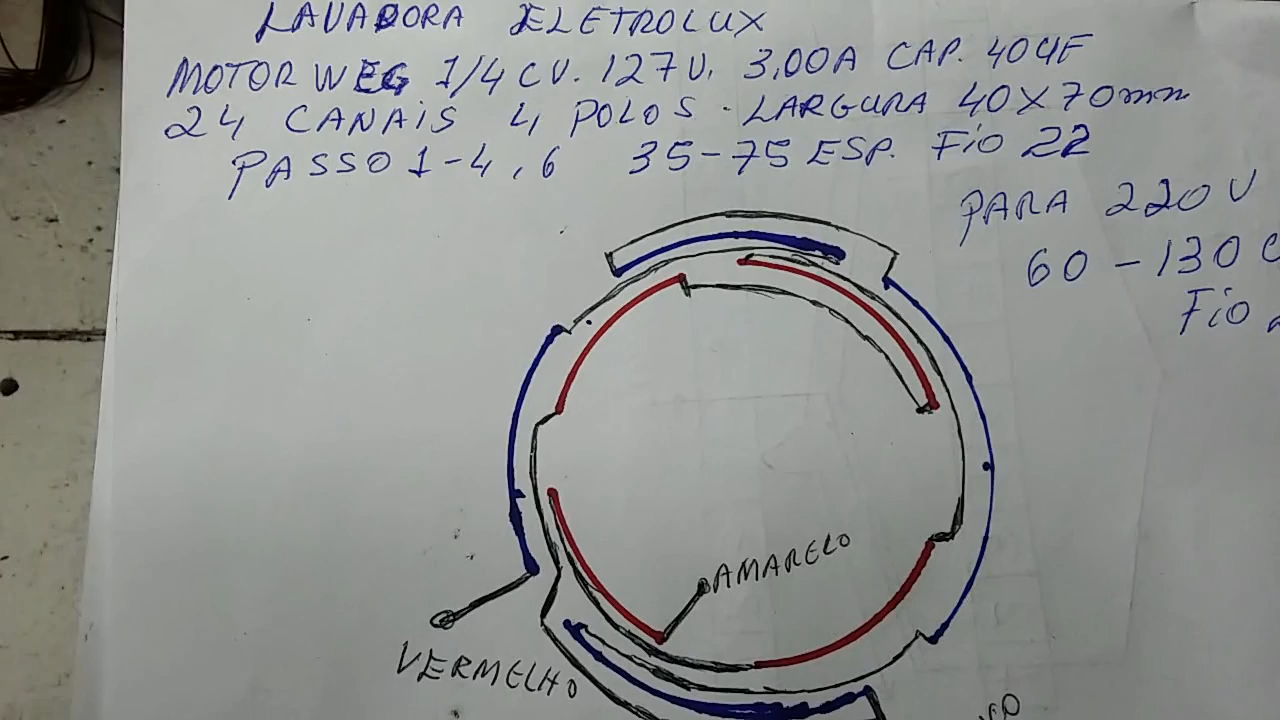 LAVADORA ELETROLUX
MOTOR WEG 1/4 CV. 127V. 3,00A CAP. 40UF
24 CANAIS 4 POLOS - LARGURA 40X70mm
PASSO 1-4,6 35-75 ESP. FiO 22
PARA 220V
60-130
FiO
AMARELO
VERMELHO